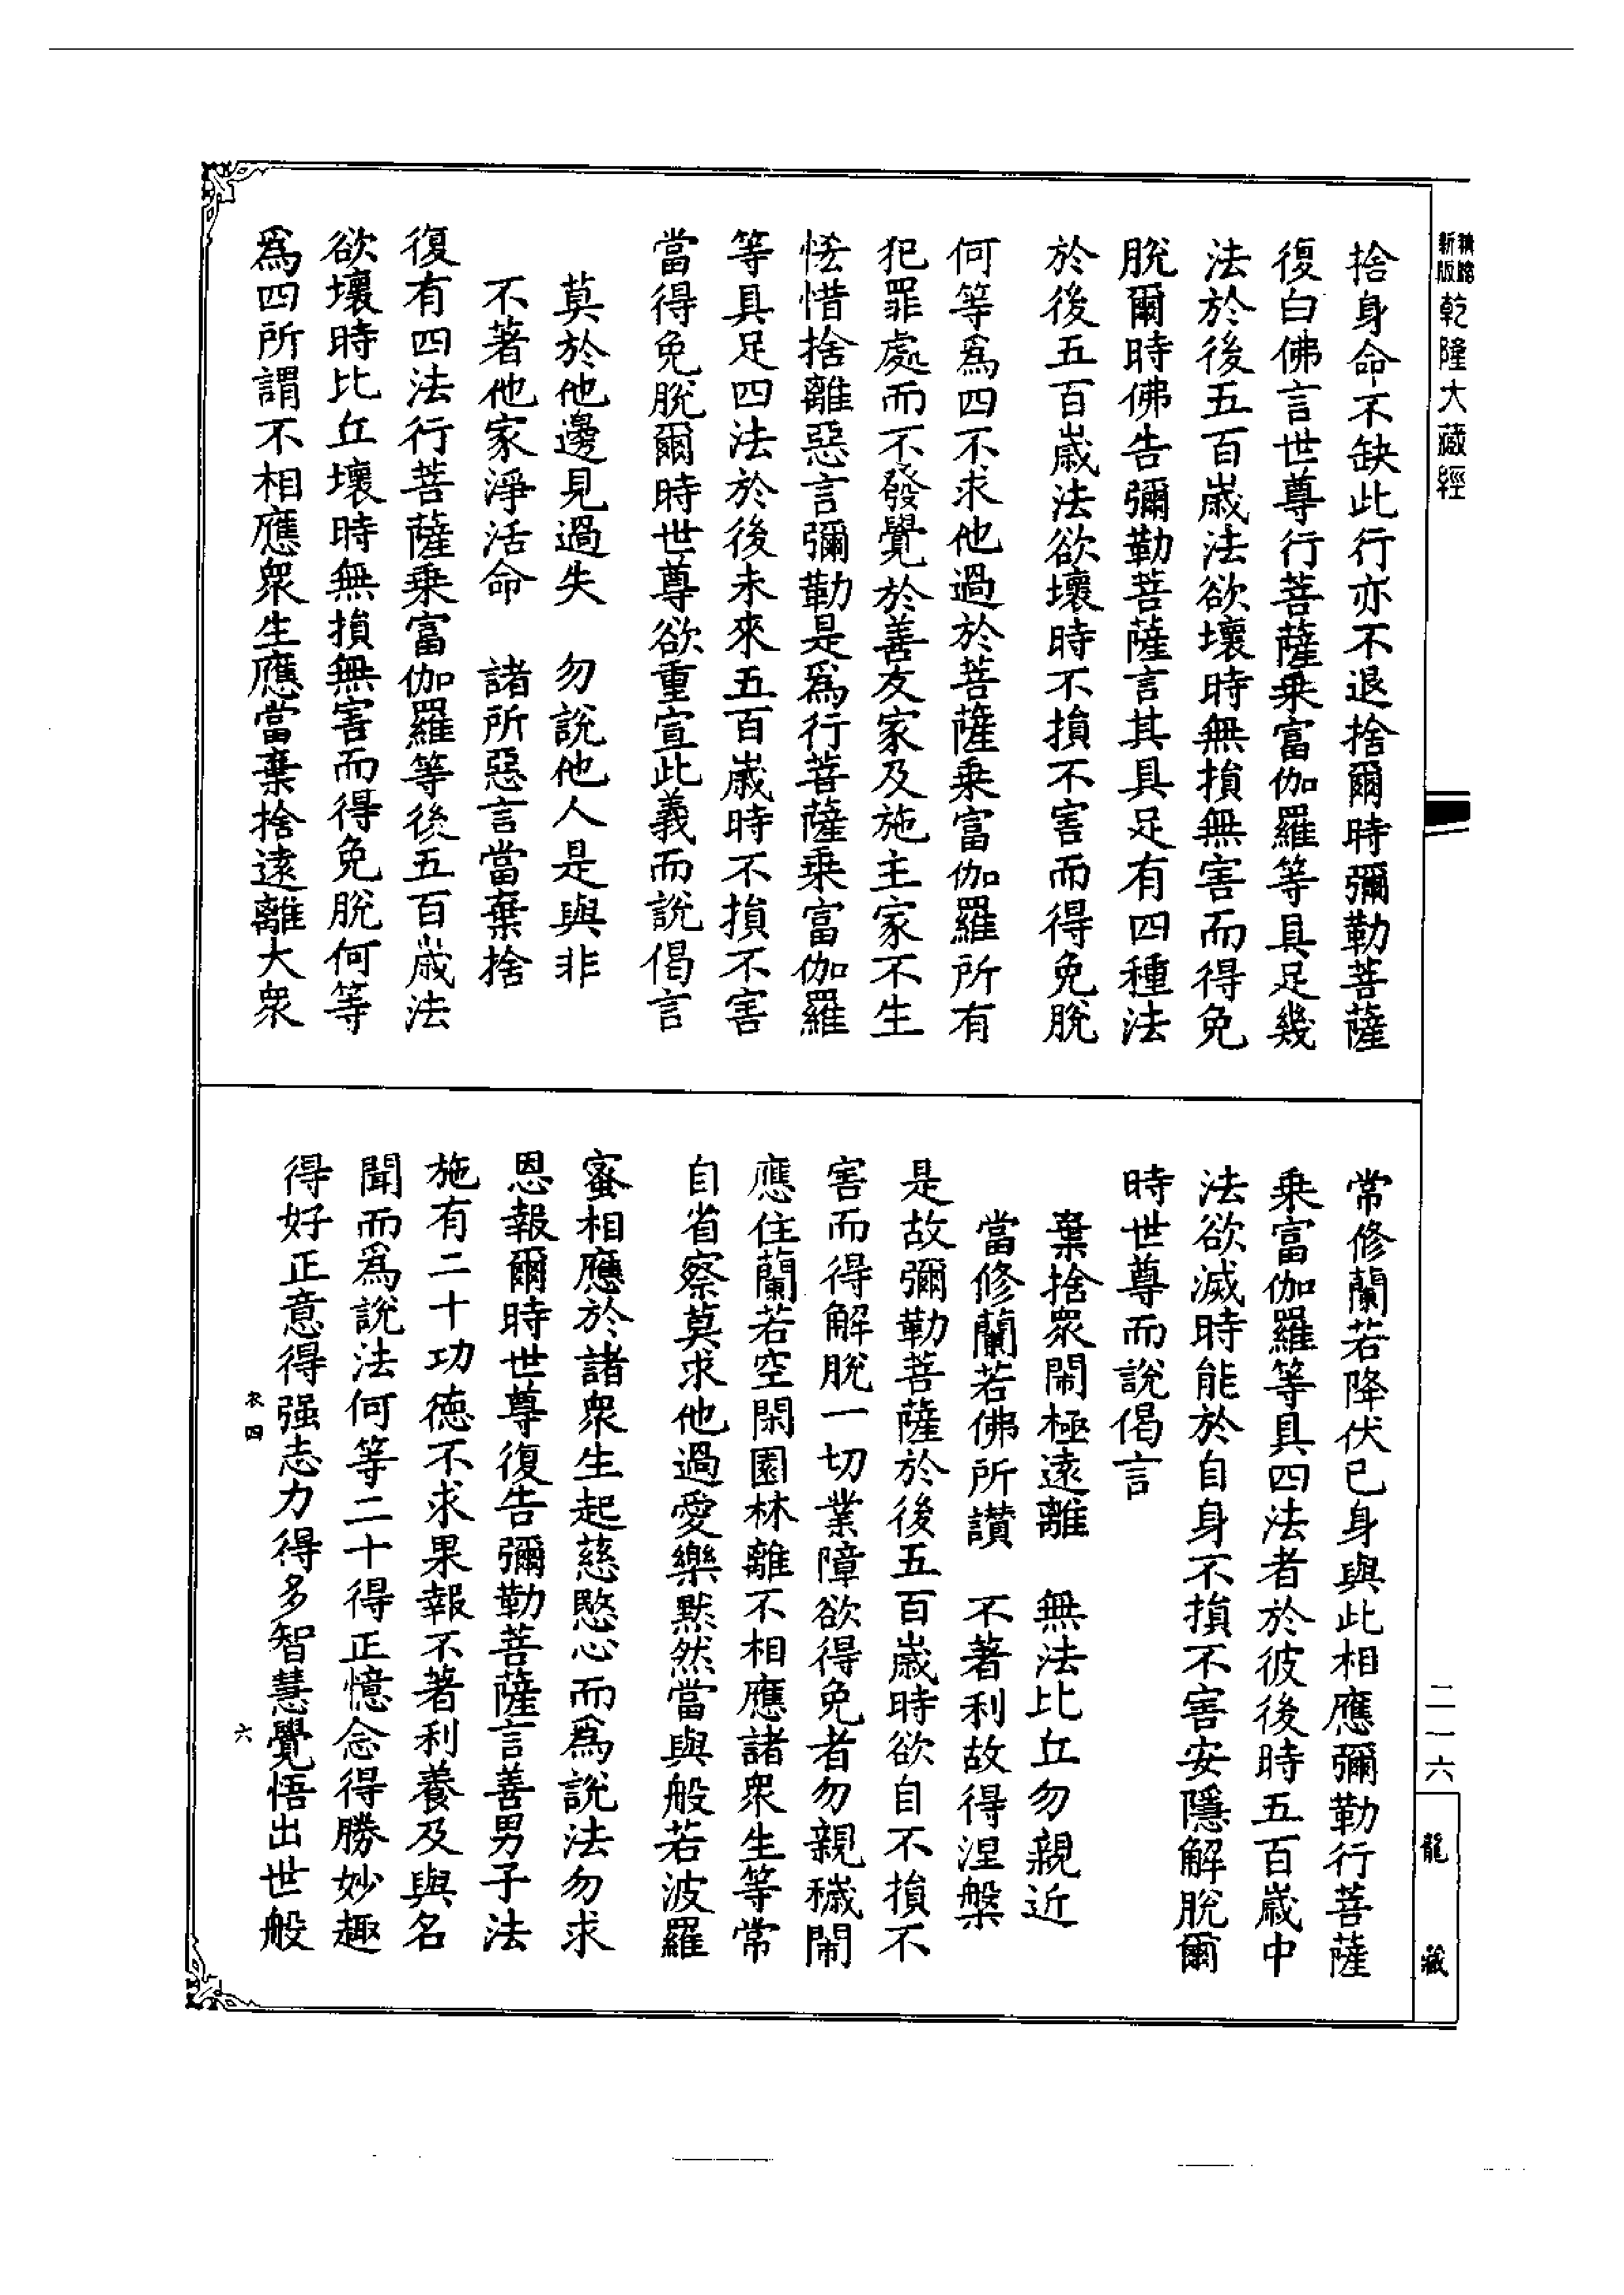 新版 精縮 乾隆大藏經
捨身命不缺此行亦不退捨爾時彌勒菩薩
復白佛言世尊行菩薩乗富伽羅等具足幾
法於後五百歲法欲壞時無損無害而得免
脫爾時佛告彌勒菩薩言其具足有四種法
於後五百歲法欲壞時不損不害而得免脫
何等爲四不求他過於菩薩乗富伽羅所有
犯罪處而不發覺於善友家及施主家不生
恡惜捨離惡言彌勒是爲行菩薩乗富伽羅
等具足四法於後未來五百歲時不損不害
當得免脫爾時世尊欲重宣此義而說偈言
莫於他邊見過失　勿說他人是與非
不著他家淨活命　諸所惡言當棄捨
復有四法行菩薩乗富伽羅等後五百歲法
欲壞時比丘壞時無損無害而得免脫何等
爲四所謂不相應衆生應當棄捨遠離大衆
常修蘭若降伏已身與此相應彌勒行菩薩
乗富伽羅等具四法者於彼後時五百歲中
法欲滅時能於自身不損不害安隱解脫爾
時世尊而說偈言
棄捨衆鬧極遠離　無法比丘勿親近
當修蘭若佛所讃　不著利故得涅槃
是故彌勒菩薩於後五百歲時欲自不損不
害而得解脫一切業障欲得免者勿親穢鬧
應住蘭若空閑園林離不相應諸衆生等常
自省察莫求他過愛樂默然當與般若波羅
蜜相應於諸衆生起慈愍心而爲說法勿求
恩報爾時世尊復告彌勒菩薩言善男子法
施有二十功德不求果報不著利養及與名
聞而爲說法何等二十得正憶念得勝妙趣
得好正意得强志力得多智慧覺悟出世般
衣四
六
二一六
龍藏